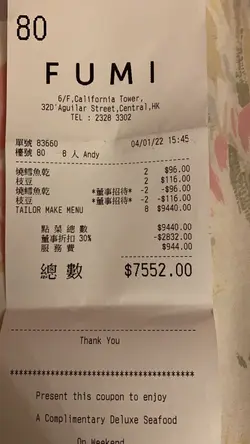 80
FUMI
6/F,California Tower,
32D'Aguilar Street,Central,HK
TEL : 2328 3302
單號 83660 04/01/22 15:45
檯號 80 8 人 Andy
燒鱈魚乾 2 $96.00
枝豆 2 $116.00
燒鱈魚乾 *董事招待* -2 -$96.00
枝豆 *董事招待* -2 -$116.00
TAILOR MAKE MENU 8 $9440.00
點菜總數 $9440.00
董事折扣 30% -$2832.00
服務費 $944.00
總數 $7552.00
Thank You
Present this coupon to enjoy
A Complimentary Deluxe Seafood
On Weekend